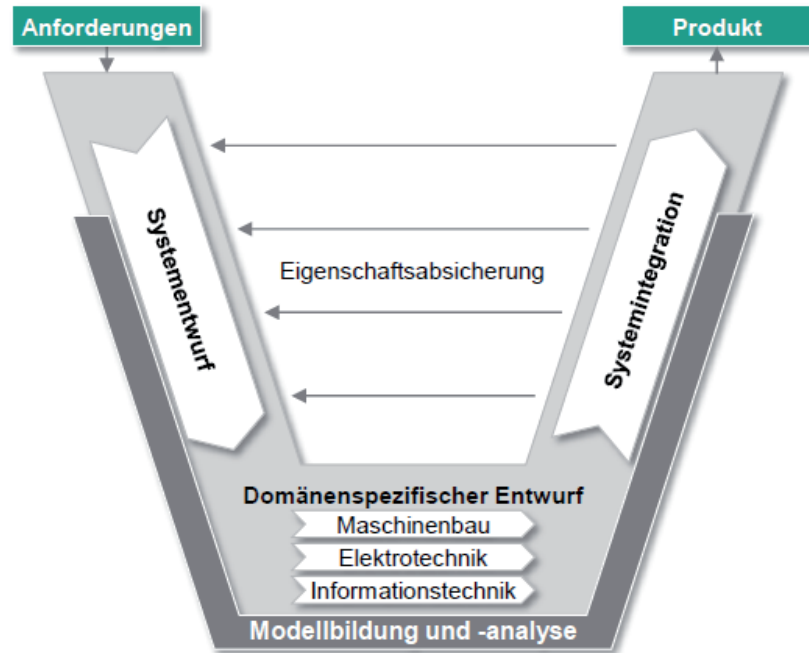 Anforderungen
Produkt
Systementwurf
Eigenschaftsabsicherung
Systemintegration
Domänenspezifischer Entwurf
Maschinenbau
Elektrotechnik
Informationstechnik
Modellbildung und -analyse